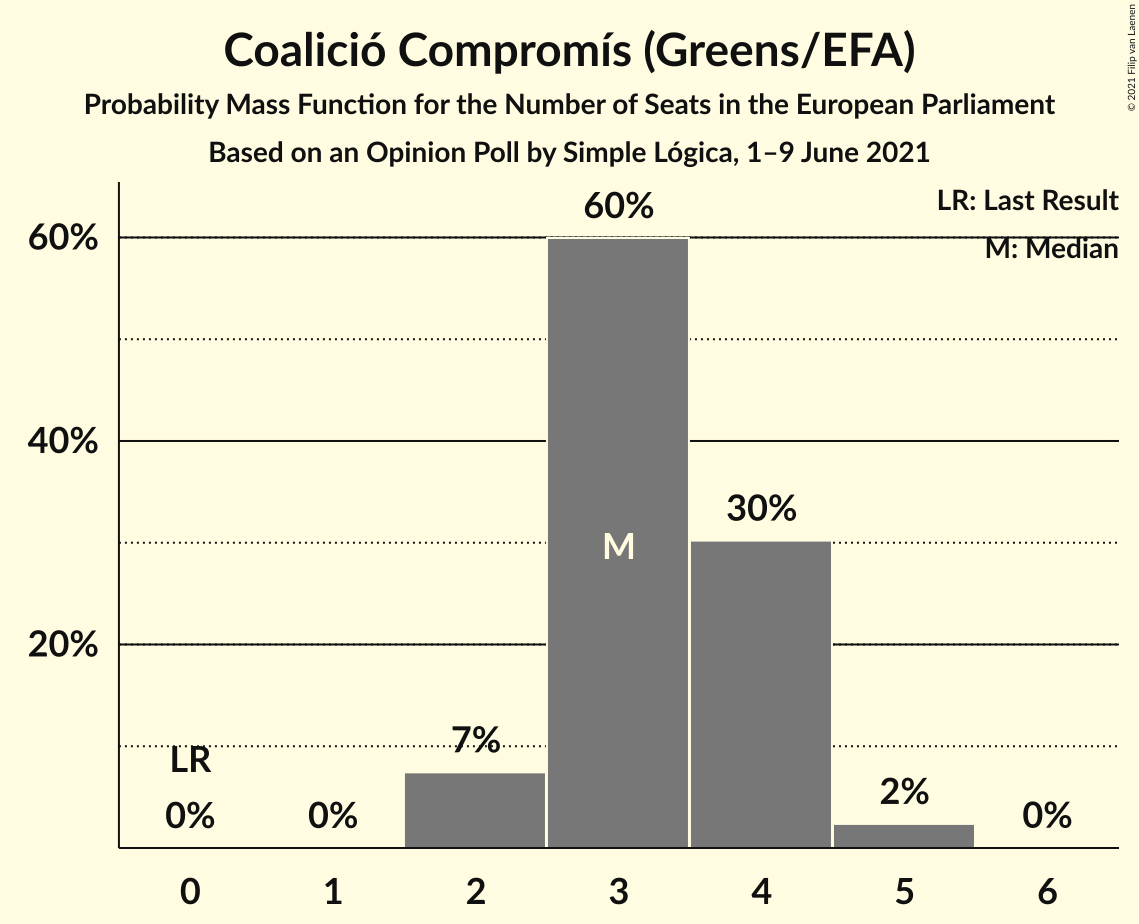 Coalició Compromís (Greens/EFA)
Probability Mass Function for the Number of Seats in the European Parliament
Based on an Opinion Poll by Simple Lógica, 1–9 June 2021
© 2021 Filip van Laenen
LR: Last Result
M: Median
60%
40%
20%
60%
M
30%
7%
LR
0%
0%
2%
0%
0 1 2 3 4 5 6